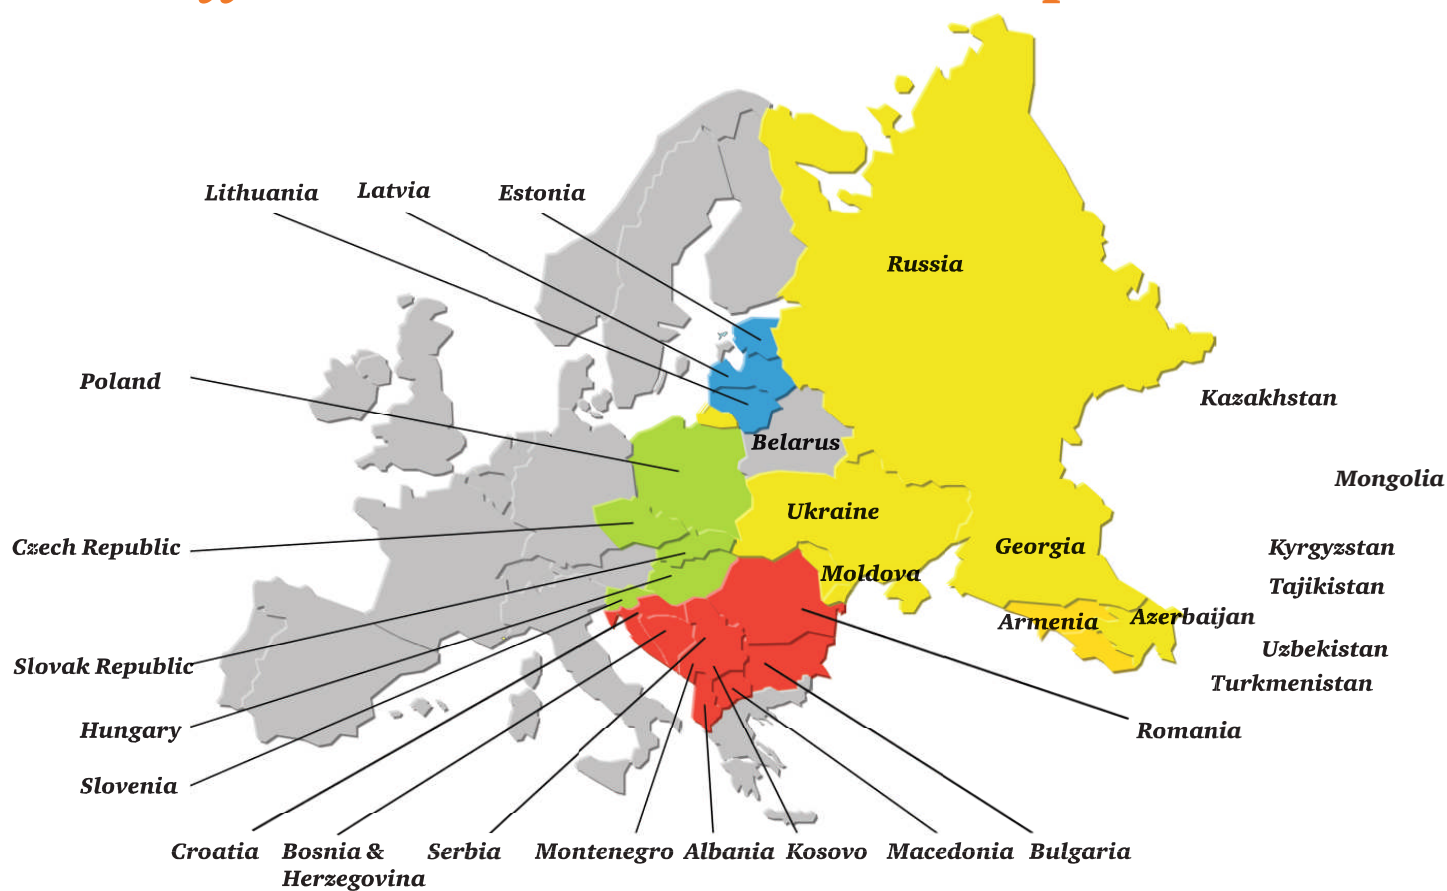 Lithuania
Latvia
Estonia
Russia
Poland
Kazakhstan
Belarus
Mongolia
Ukraine
Czech Republic
Georgia
Kyrgyzstan
Moldova
Tajikistan
Armenia
Azerbaijan
Uzbekistan
Slovak Republic
Turkmenistan
Hungary
Romania
Slovenia
Croatia
Bosnia &
Herzegovina
Serbia
Montenegro
Albania
Kosovo
Macedonia
Bulgaria